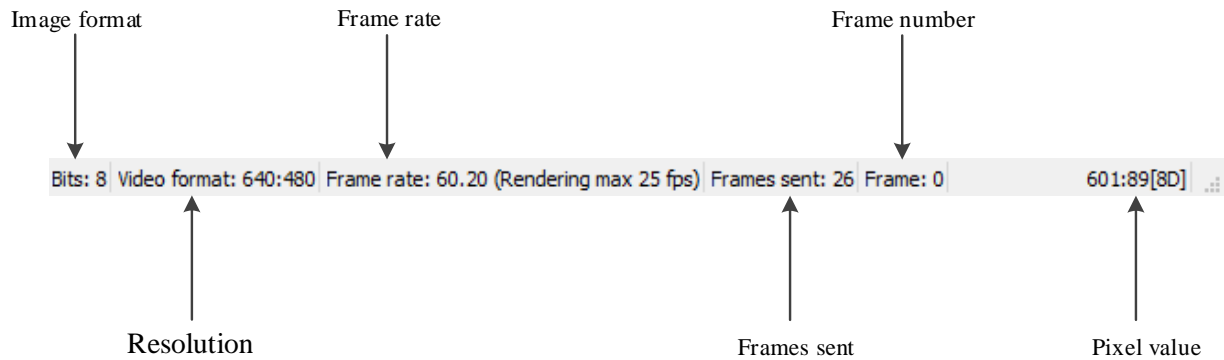 Image format
Frame rate
Frame number
Bits: 8
Video format: 640:480
Frame rate: 60.20 (Rendering max 25 fps)
Frames sent: 26
Frame: 0
601:89[8D]
Resolution
Frames sent
Pixel value